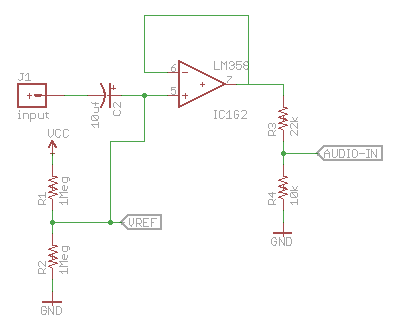 J1
input
10uf
C2
6
5
7
LM358
IC1G2
VCC
R1
1Meg
VREF
R2
1Meg
GND
R3
22k
AUDIO-IN
R4
10k
GND